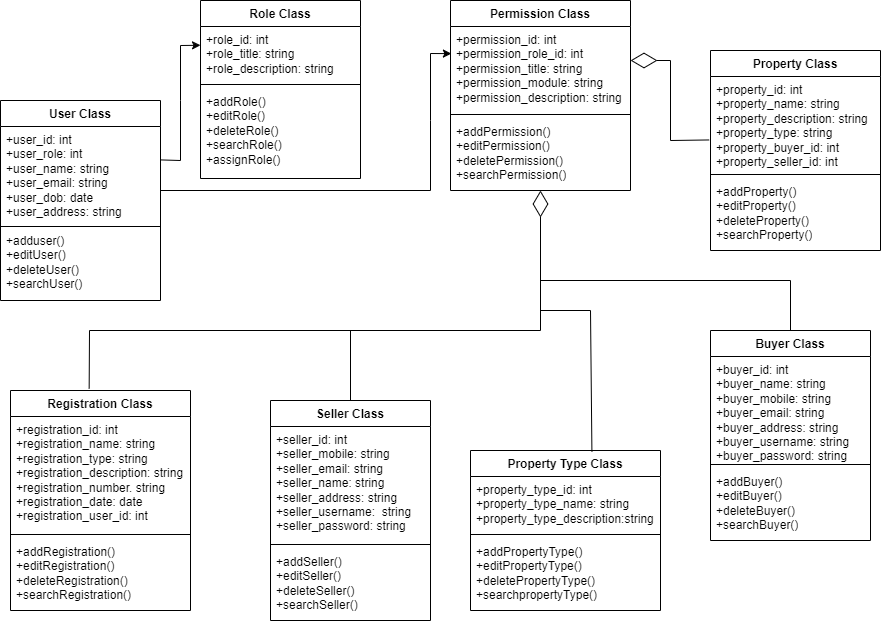 Role Class
+role_id: int
+role_title: string
+role_description: string
+addRole()
+editRole()
+deleteRole()
+searchRole()
+assignRole()
Permission Class
+permission_id: int
+permission_role_id: int
+permission_title: string
+permission_module: string
+permission_description: string
+addPermission()
+editPermission()
+deletePermission()
+searchPermission()
Property Class
+property_id: int
+property_name: string
+property_description: string
+property_type: string
+property_buyer_id: int
+property_seller_id: int
+addProperty()
+editProperty()
+deleteProperty()
+searchProperty()
User Class
+user_id: int
+user_role: int
+user_name: string
+user_email: string
+user_dob: date
+user_address: string
+adduser()
+editUser()
+deleteUser()
+searchUser()
Registration Class
+registration_id: int
+registration_name: string
+registration_type: string
+registration_description: string
+registration_number. string
+registration_date: date
+registration_user_id: int
+addRegistration()
+editRegistration()
+deleteRegistration()
+searchRegistration()
Seller Class
+seller_id: int
+seller_mobile: string
+seller_email: string
+seller_name: string
+seller_address: string
+seller_username:  string
+seller_password: string
+addSeller()
+editSeller()
+deleteSeller()
+searchSeller()
Property Type Class
+property_type_id: int
+property_type_name: string
+property_type_description:string
+addPropertyType()
+editPropertyType()
+deletePropertyType()
+searchpropertyType()
Buyer Class
+buyer_id: int
+buyer_name: string
+buyer_mobile: string
+buyer_email: string
+buyer_address: string
+buyer_username: string
+buyer_password: string
+addBuyer()
+editBuyer()
+deleteBuyer()
+searchBuyer()